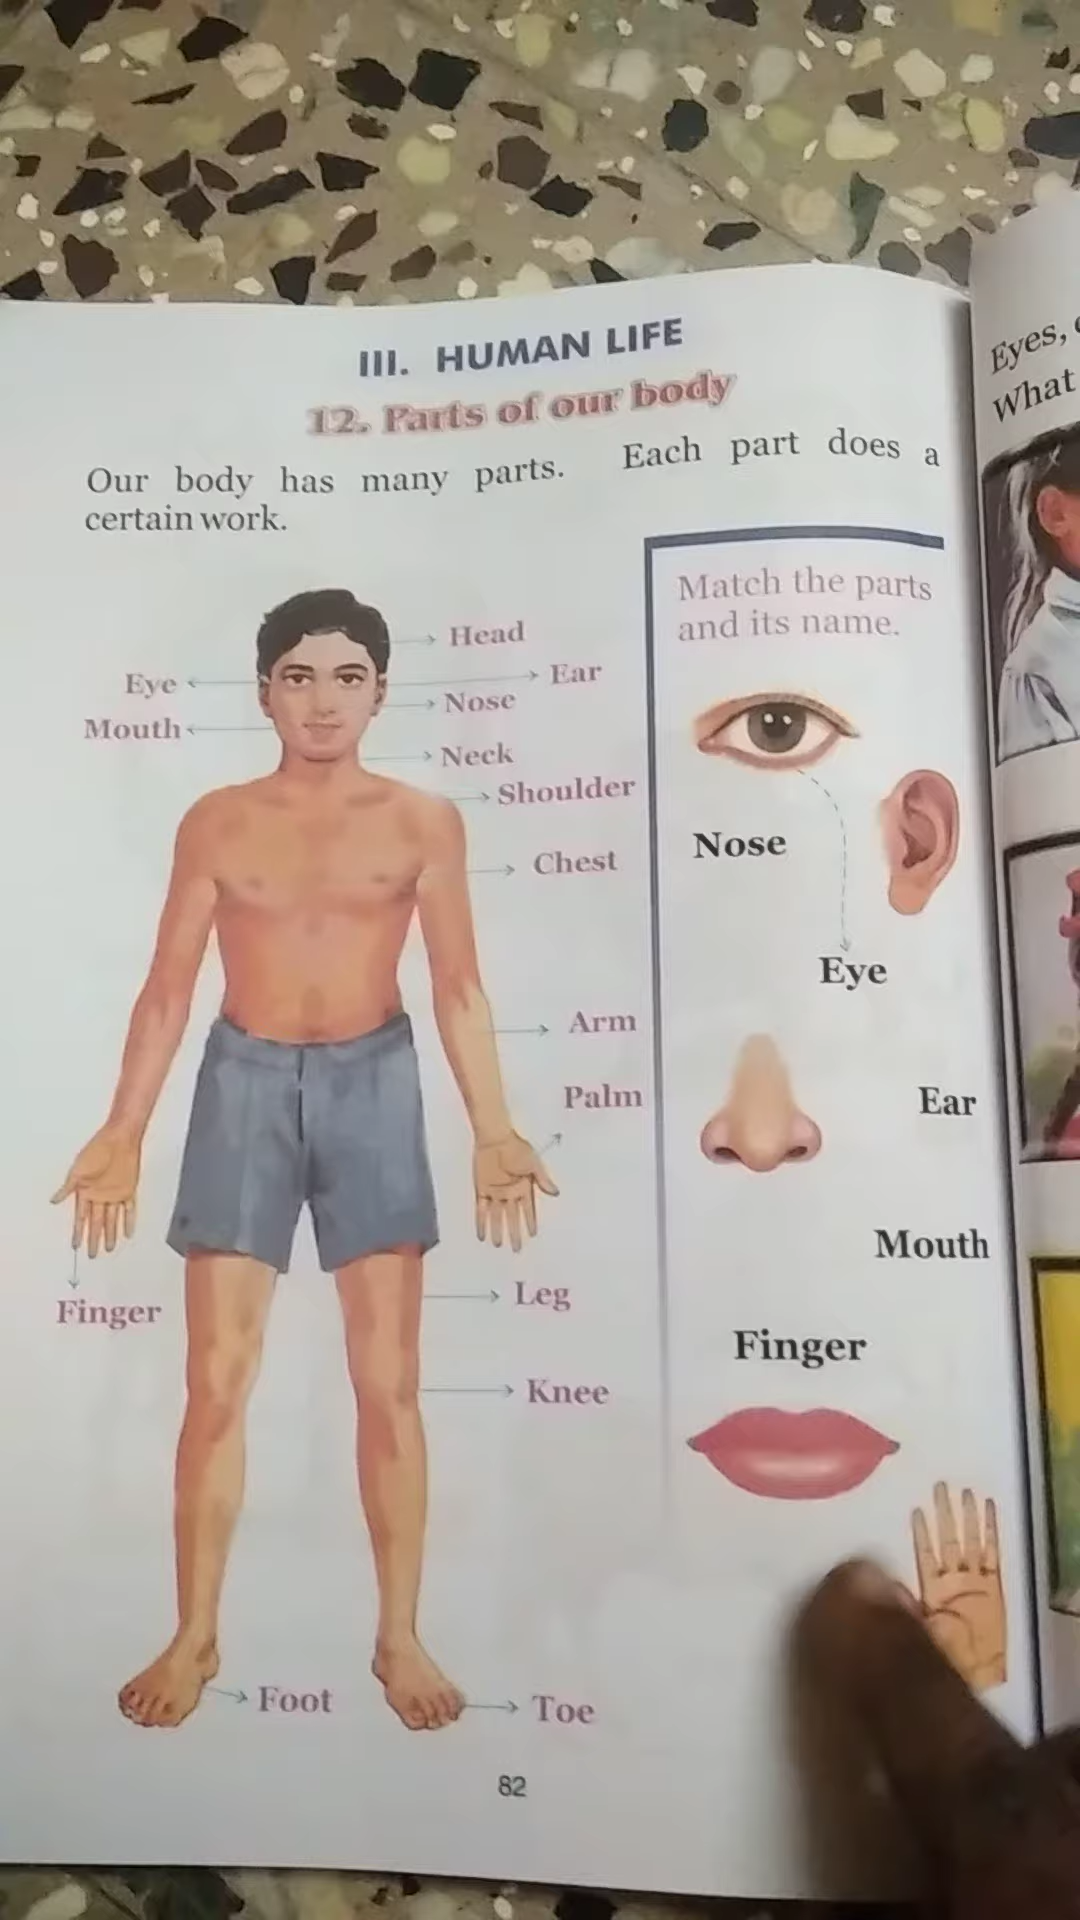 III. HUMAN LIFE
12. Parts of our body
Our body has many parts. Each part does a
certain work.
Head
Eye
Ear
Nose
Mouth
Neck
Shoulder
Chest
Arm
Palm
Finger
Leg
Knee
Foot
Toe
Match the parts
and its name.
Nose
Eye
Ear
Mouth
Finger
82
Eyes,
What